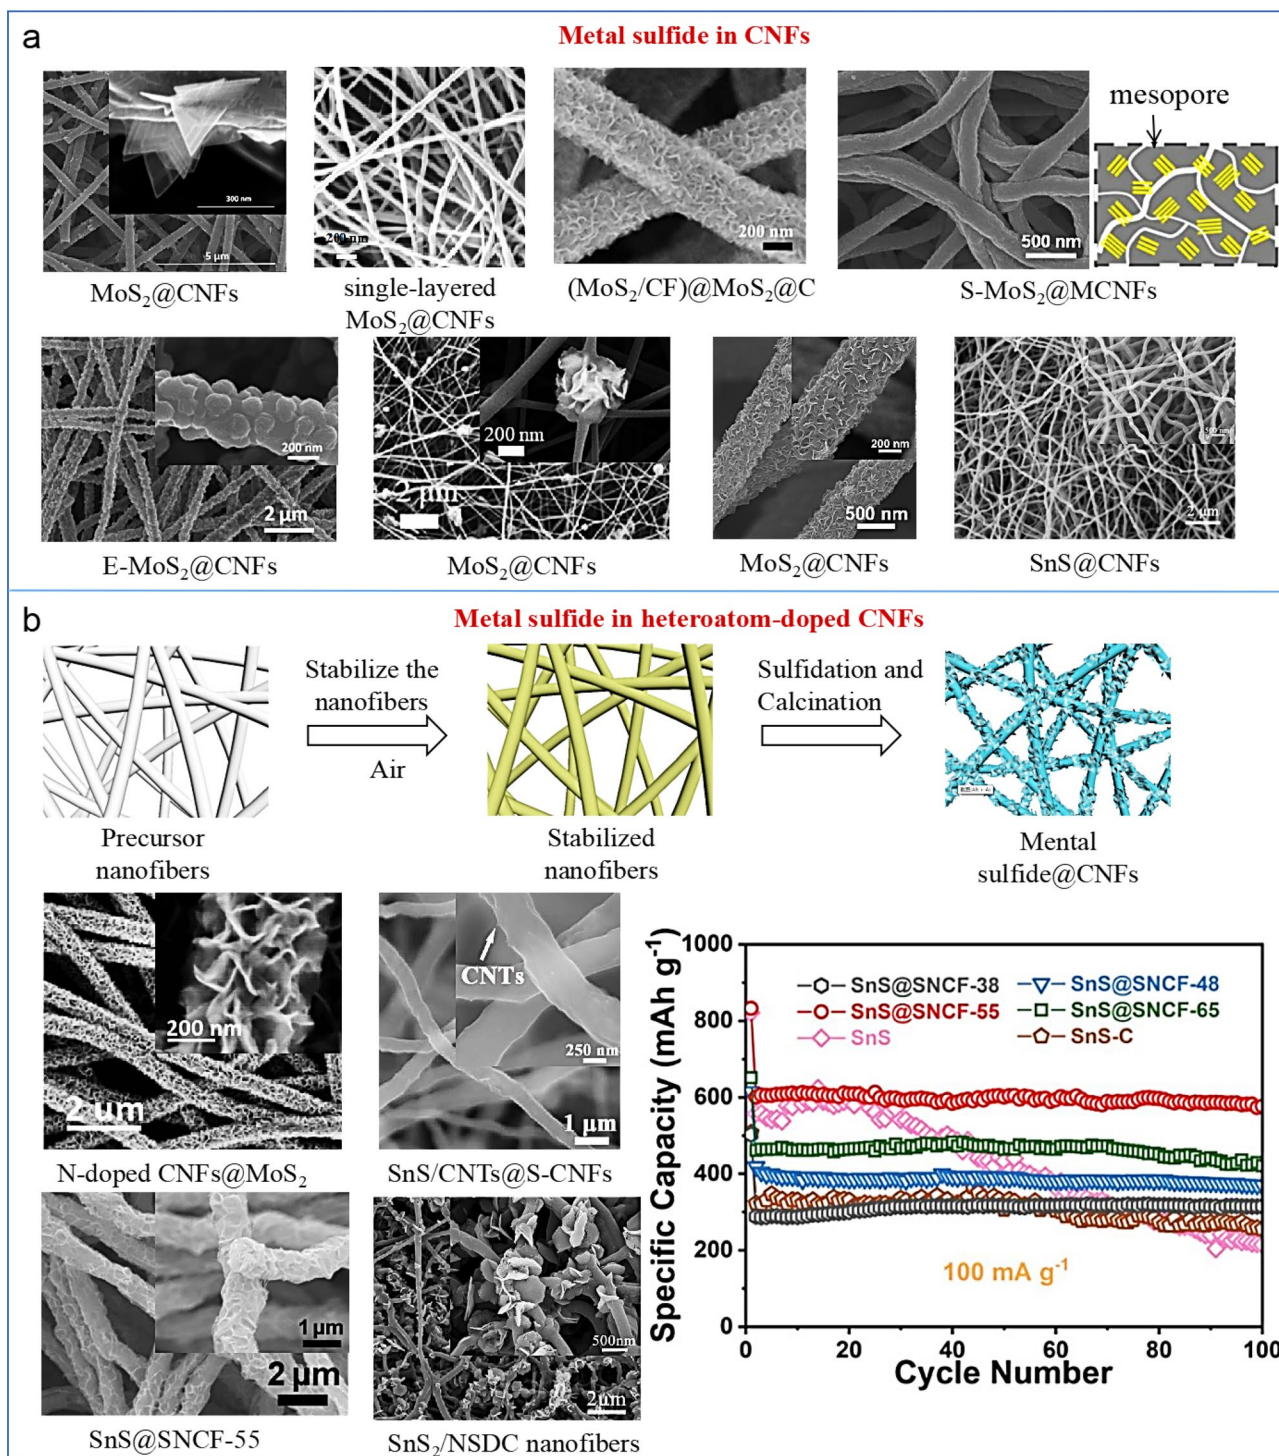 a
Metal sulfide in CNFs
300 nm
5 μm
MoS₂@CNFs
200 nm
single-layered
MoS₂@CNFs
200 nm
(MoS₂/CF)@MoS₂@C
500 nm
S-MoS₂@MCNFs
mesopore
200 nm
2 μm
E-MoS₂@CNFs
200 nm
2 μm
MoS₂@CNFs
200 nm
500 nm
MoS₂@CNFs
500 nm
2 μm
SnS@CNFs
b
Metal sulfide in heteroatom-doped CNFs
Precursor
nanofibers
Stabilize the
nanofibers
Air
Stabilized
nanofibers
Sulfidation and
Calcination
Mental
sulfide@CNFs
200 nm
2 um
N-doped CNFs@MoS₂
CNTs
250 nm
1 μm
SnS/CNTs@S-CNFs
1 μm
2 μm
SnS@SNCF-55
500nm
2μm
SnS₂/NSDC nanofibers
Specific Capacity (mAh g⁻¹)
1000
800
600
400
200
0
SnS@SNCF-38
SnS@SNCF-48
SnS@SNCF-55
SnS@SNCF-65
SnS
SnS-C
100 mA g⁻¹
0
20
40
60
80
100
Cycle Number